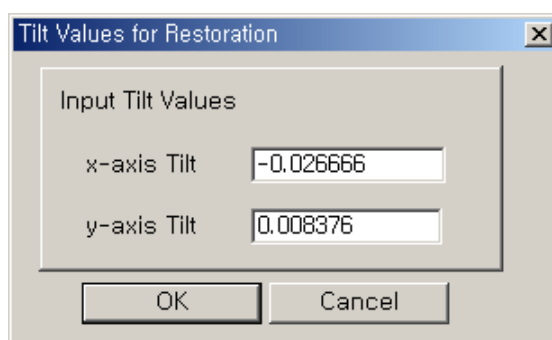 Tilt Values for Restoration
Input Tilt Values
x-axis Tilt -0.026666
y-axis Tilt 0.008376
OK Cancel